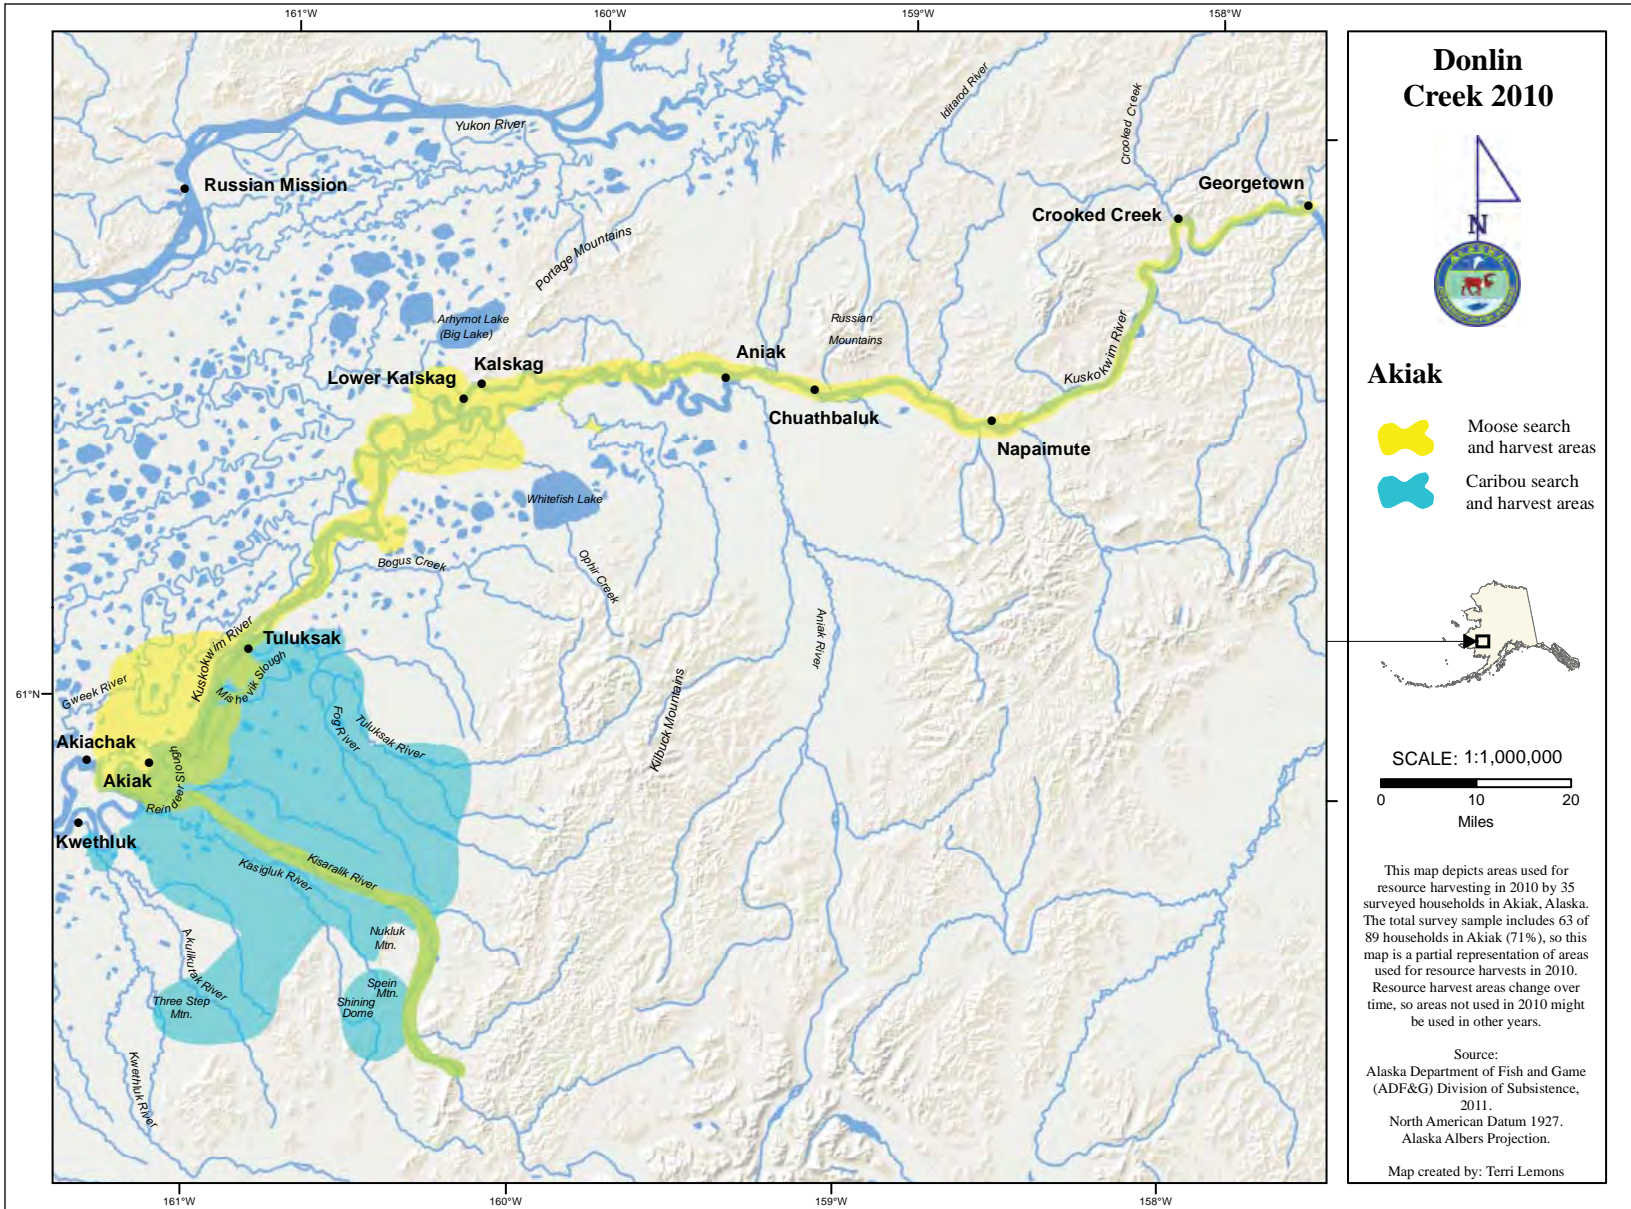 161°W
160°W
159°W
158°W
Donlin
Creek 2010
N
ALASKA
Akiak
Moose search
and harvest areas
Caribou search
and harvest areas
SCALE: 1:1,000,000
0
10
20
Miles
This map depicts areas used for
resource harvesting in 2010 by 35
surveyed households in Akiak, Alaska.
The total survey sample includes 63 of
89 households in Akiak (71%), so this
map is a partial representation of areas
used for resource harvests in 2010.
Resource harvest areas change over
time, so areas not used in 2010 might
be used in other years.
Source:
Alaska Department of Fish and Game
(ADF&G) Division of Subsistence,
2011.
North American Datum 1927.
Alaska Albers Projection.
Map created by: Terri Lemons
Iditarod River
Crooked Creek
Yukon River
Russian Mission
Georgetown
Crooked Creek
Portage Mountains
Arhymot Lake
(Big Lake)
Russian
Mountains
Kuskokwim River
Kalskag
Lower Kalskag
Aniak
Chuathbaluk
Napaimute
Whitefish Lake
Bogus Creek
Ophir Creek
Aniak River
Kuskokwim River
Tuluksak
Mishevik Slough
Gweek River
61°N
Kilbuck Mountains
Fog River
Tuluksak River
Akiachak
Akiak
Reindeer Slough
Kwethluk
Kasigluk River
Kisaralik River
Nukluk
Mtn.
Akulikutak River
Three Step
Mtn.
Spein
Mtn.
Shining
Dome
Kwethluk River
161°W
160°W
159°W
158°W